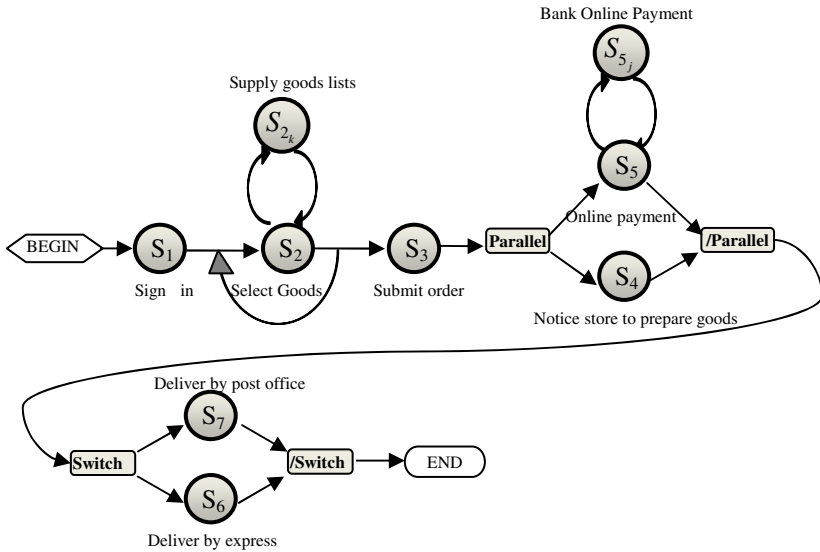 Bank Online Payment
S5j
Supply goods lists
S2k
S5
Online payment
BEGIN
S1
S2
S3
Parallel
/Parallel
Sign in
Select Goods
Submit order
S4
Notice store to prepare goods
Deliver by post office
S7
Switch
/Switch
END
S6
Deliver by express